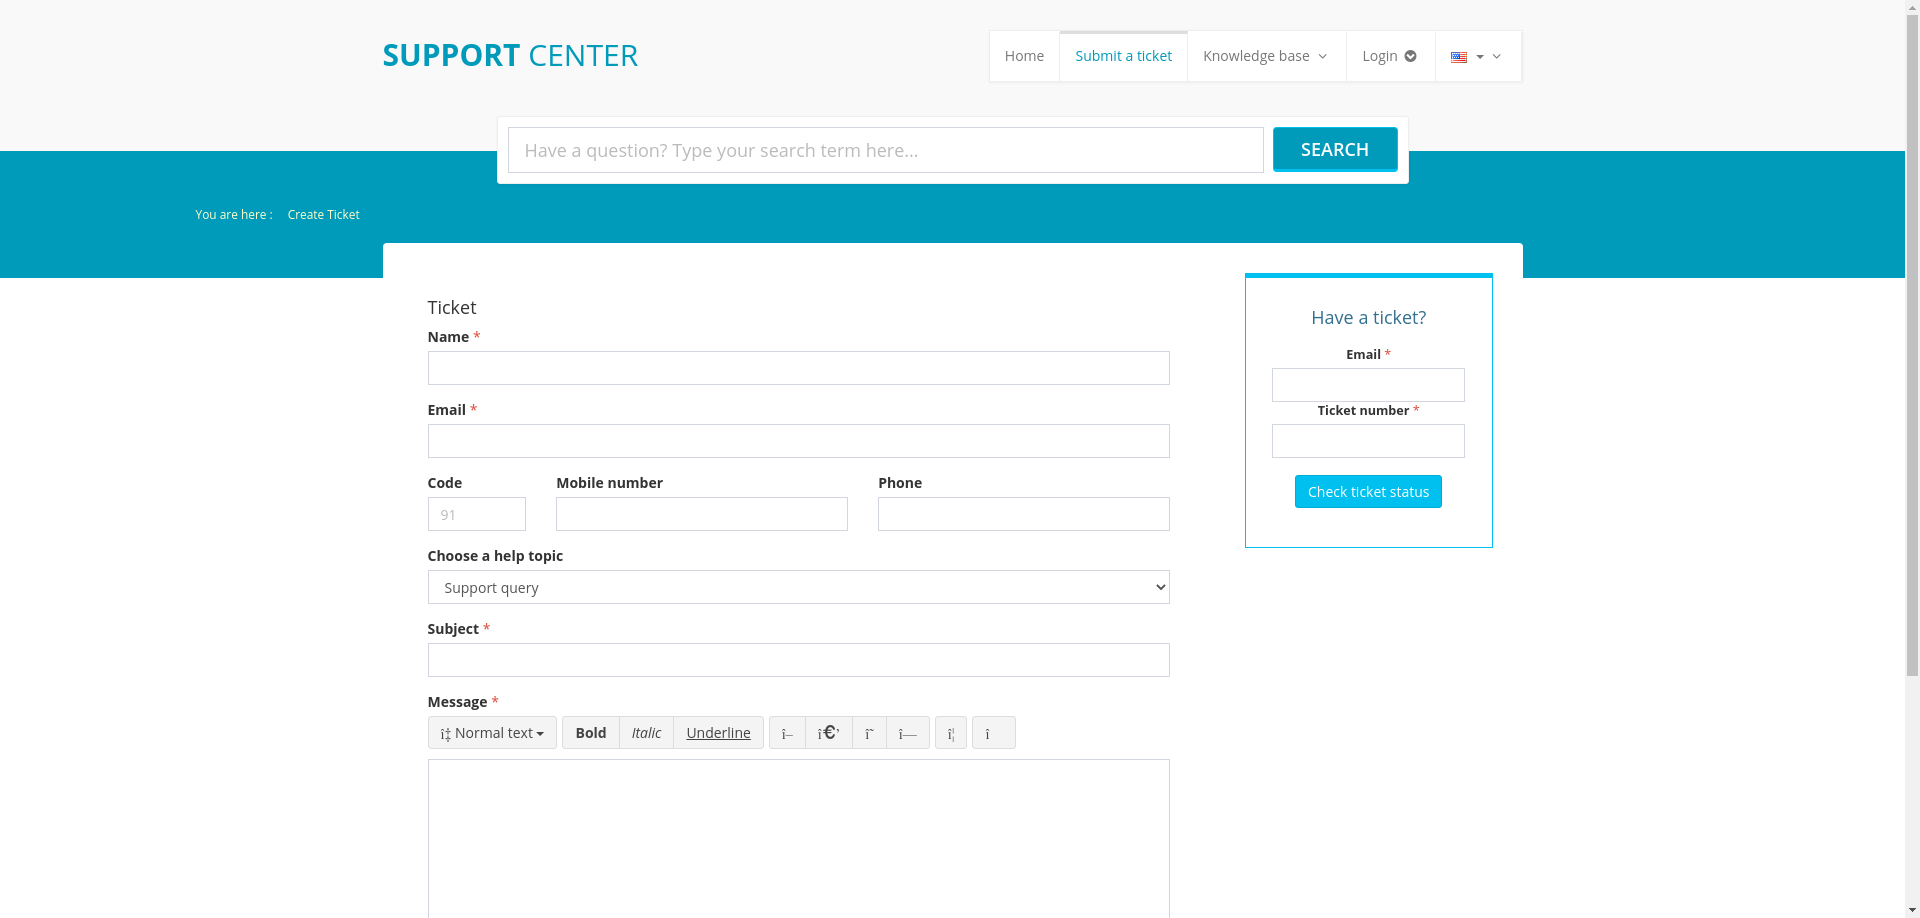 SUPPORT CENTER
Home
Submit a ticket
Knowledge base
Login
Have a question? Type your search term here...
SEARCH
You are here :
Create Ticket
Ticket
Name *
Email *
Code
Mobile number
Phone
91
Choose a help topic
Support query
Subject *
Message *
Normal text
Bold
Italic
Underline
Have a ticket?
Email *
Ticket number *
Check ticket status